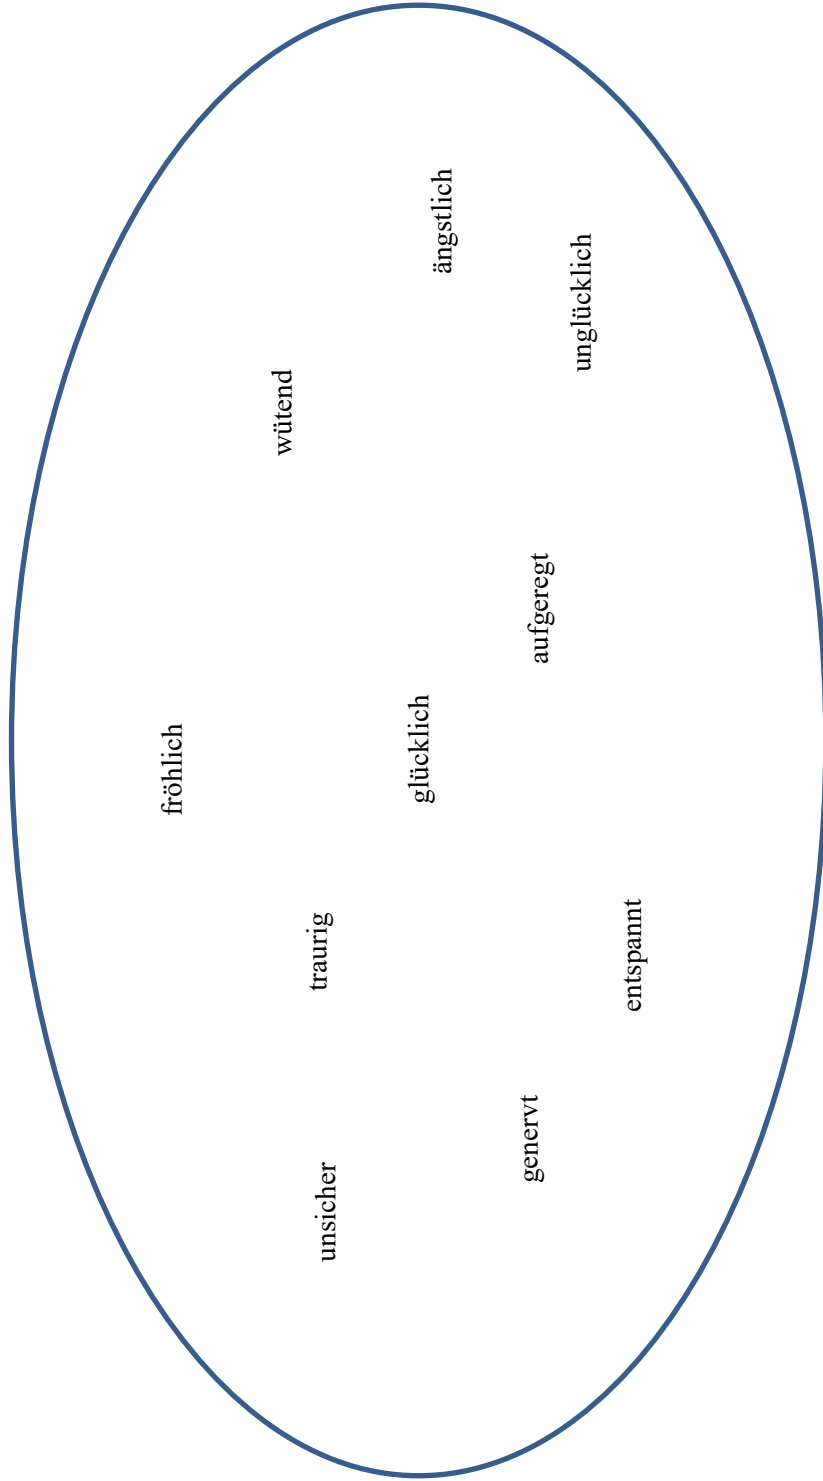 fröhlich
wütend
traurig
unsicher
glücklich
ängstlich
genervt
aufgeregt
unglücklich
entspannt